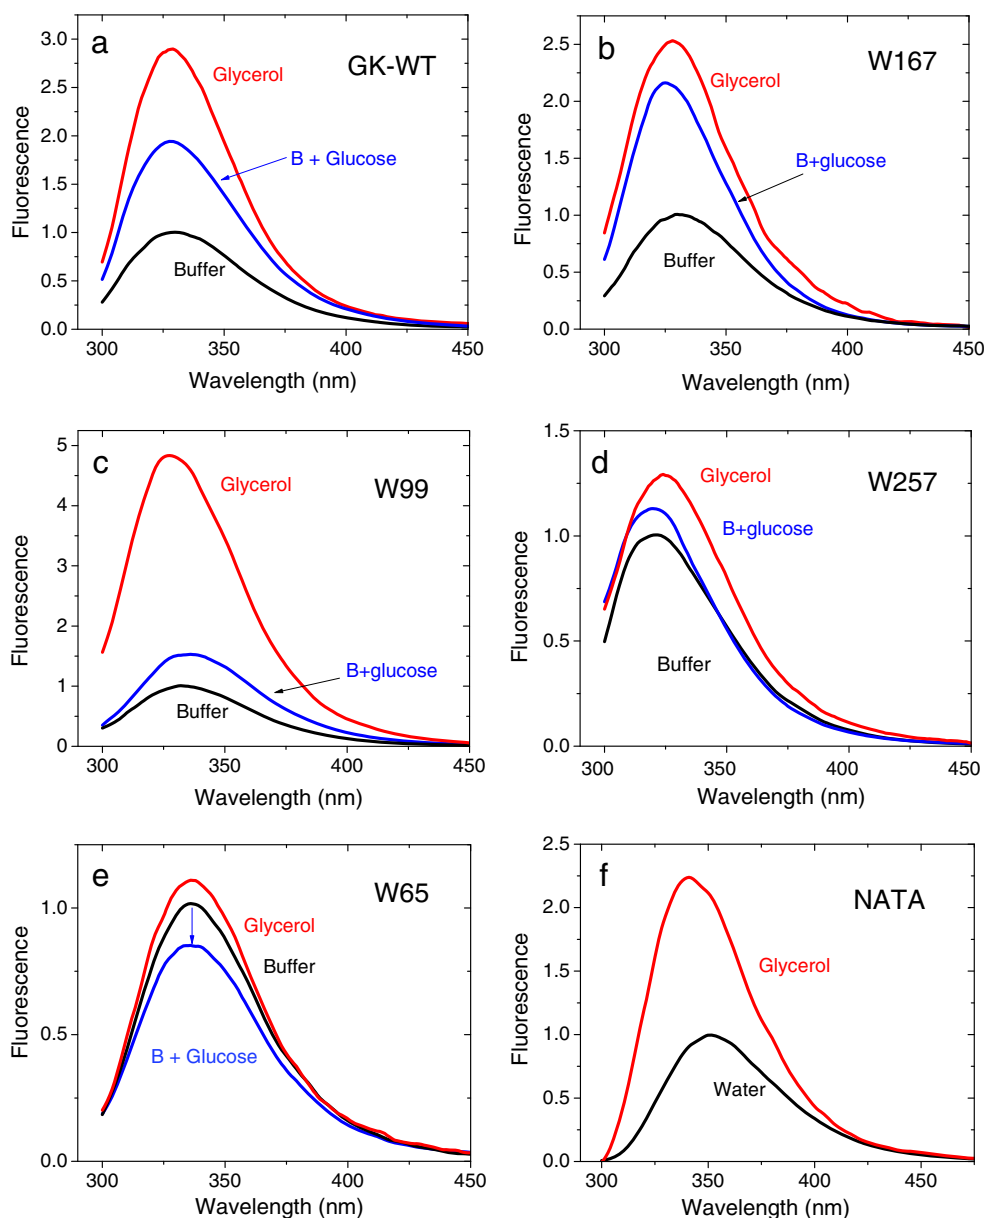 a
GK-WT
Glycerol
B + Glucose
Buffer
Fluorescence
3.0
2.5
2.0
1.5
1.0
0.5
0.0
300
350
400
450
Wavelength (nm)
b
W167
Glycerol
B+glucose
Buffer
Fluorescence
2.5
2.0
1.5
1.0
0.5
0.0
300
350
400
450
Wavelength (nm)
c
W99
Glycerol
B+glucose
Buffer
Fluorescence
5
4
3
2
1
0
300
350
400
450
Wavelength (nm)
d
W257
Glycerol
B+glucose
Buffer
Fluorescence
1.5
1.0
0.5
0.0
300
350
400
450
Wavelength (nm)
e
W65
Glycerol
Buffer
B + Glucose
Fluorescence
1.0
0.5
0.0
300
350
400
450
Wavelength (nm)
f
NATA
Glycerol
Water
Fluorescence
2.5
2.0
1.5
1.0
0.5
0.0
300
350
400
450
Wavelength (nm)